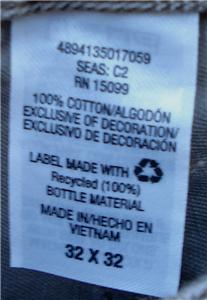 4894135017059
SEAS: C2
RN 15099
100% COTTON/ALGODÓN
EXCLUSIVE OF DECORATION/
EXCLUSIVO DE DECORACIÓN
LABEL MADE WITH
Recycled (100%)
BOTTLE MATERIAL
MADE IN/HECHO EN
VIETNAM
32 X 32